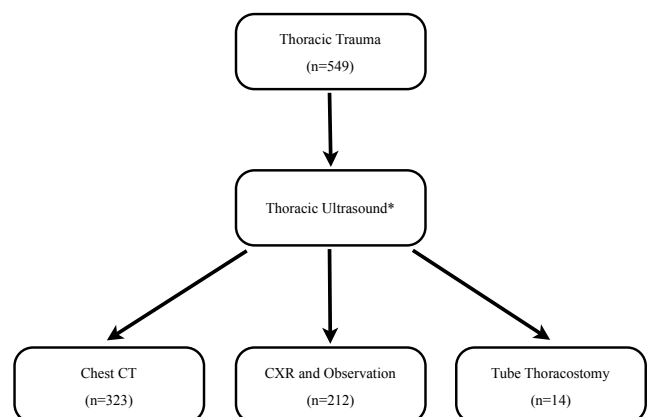 Thoracic Trauma
(n=549)
Thoracic Ultrasound*
Chest CT
(n=323)
CXR and Observation
(n=212)
Tube Thoracostomy
(n=14)